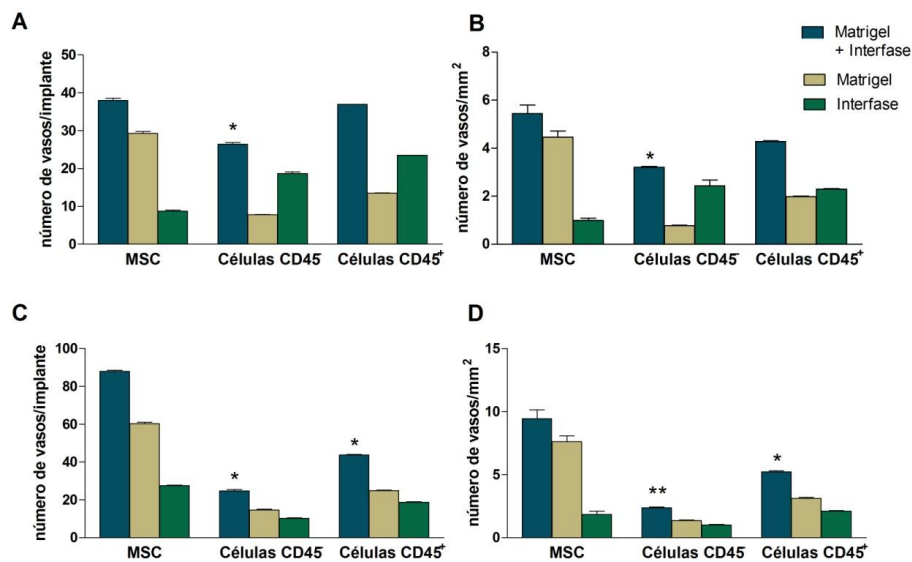 A
número de vasos/implante
50
40
30
20
10
0
*
MSC
Células CD45⁻
Células CD45⁺
B
número de vasos/mm²
8
6
4
2
0
*
MSC
Células CD45⁻
Células CD45⁺
Matrigel
+ Interfase
Matrigel
Interfase
C
número de vasos/implante
100
80
60
40
20
0
*
*
MSC
Células CD45⁻
Células CD45⁺
D
número de vasos/mm²
15
10
5
0
**
*
MSC
Células CD45⁻
Células CD45⁺